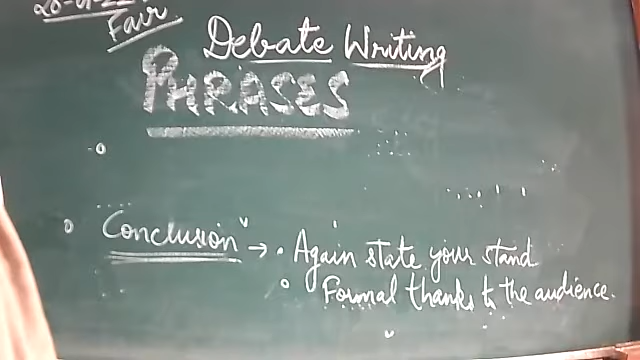 Fair
Debate Writing
PHRASES
Conclusion → • Again state your stand
Formal thanks to the audience.